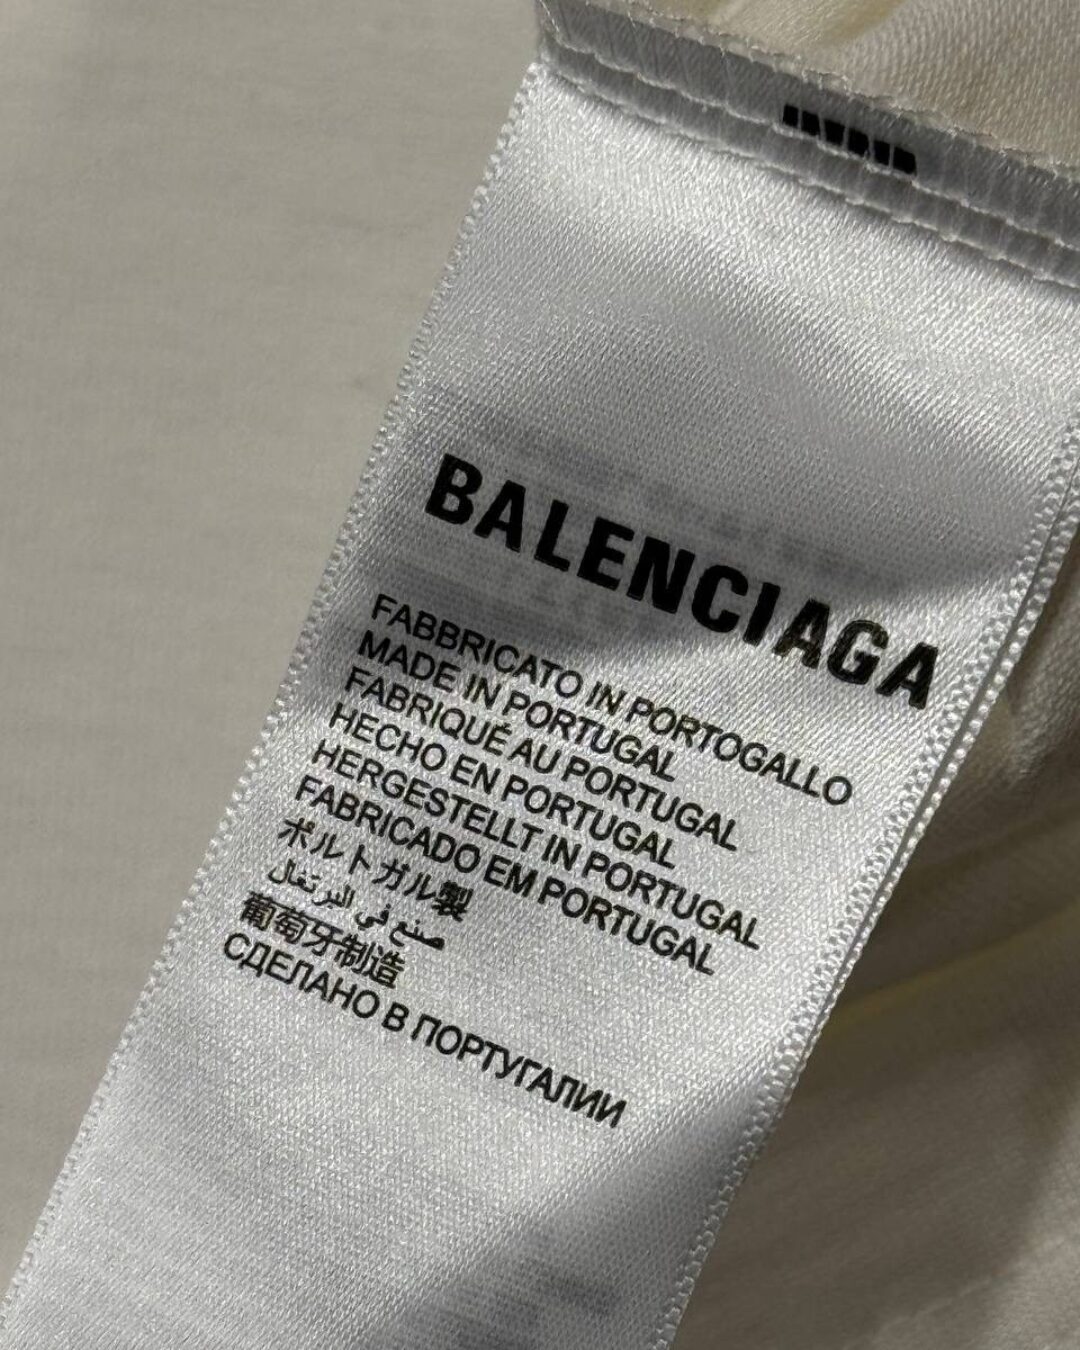 BALENCIAGA
FABBRICATO IN PORTOGALLO
MADE IN PORTUGAL
FABRIQUÉ AU PORTUGAL
HECHO EN PORTUGAL
HERGESTELLT IN PORTUGAL
FABRICADO EM PORTUGAL
ポルトガル製
صنع في البرتغال
葡萄牙制造
СДЕЛАНО В ПОРТУГАЛИИ